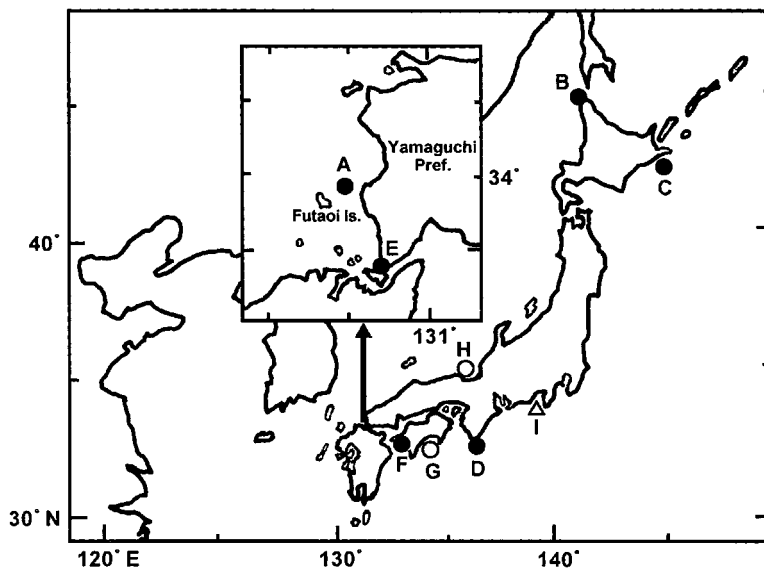 B
Yamaguchi
Pref.
34°
A
C
Futaoi Is.
40°
E
131°
H
I
F
G
D
30° N
120° E
130°
140°